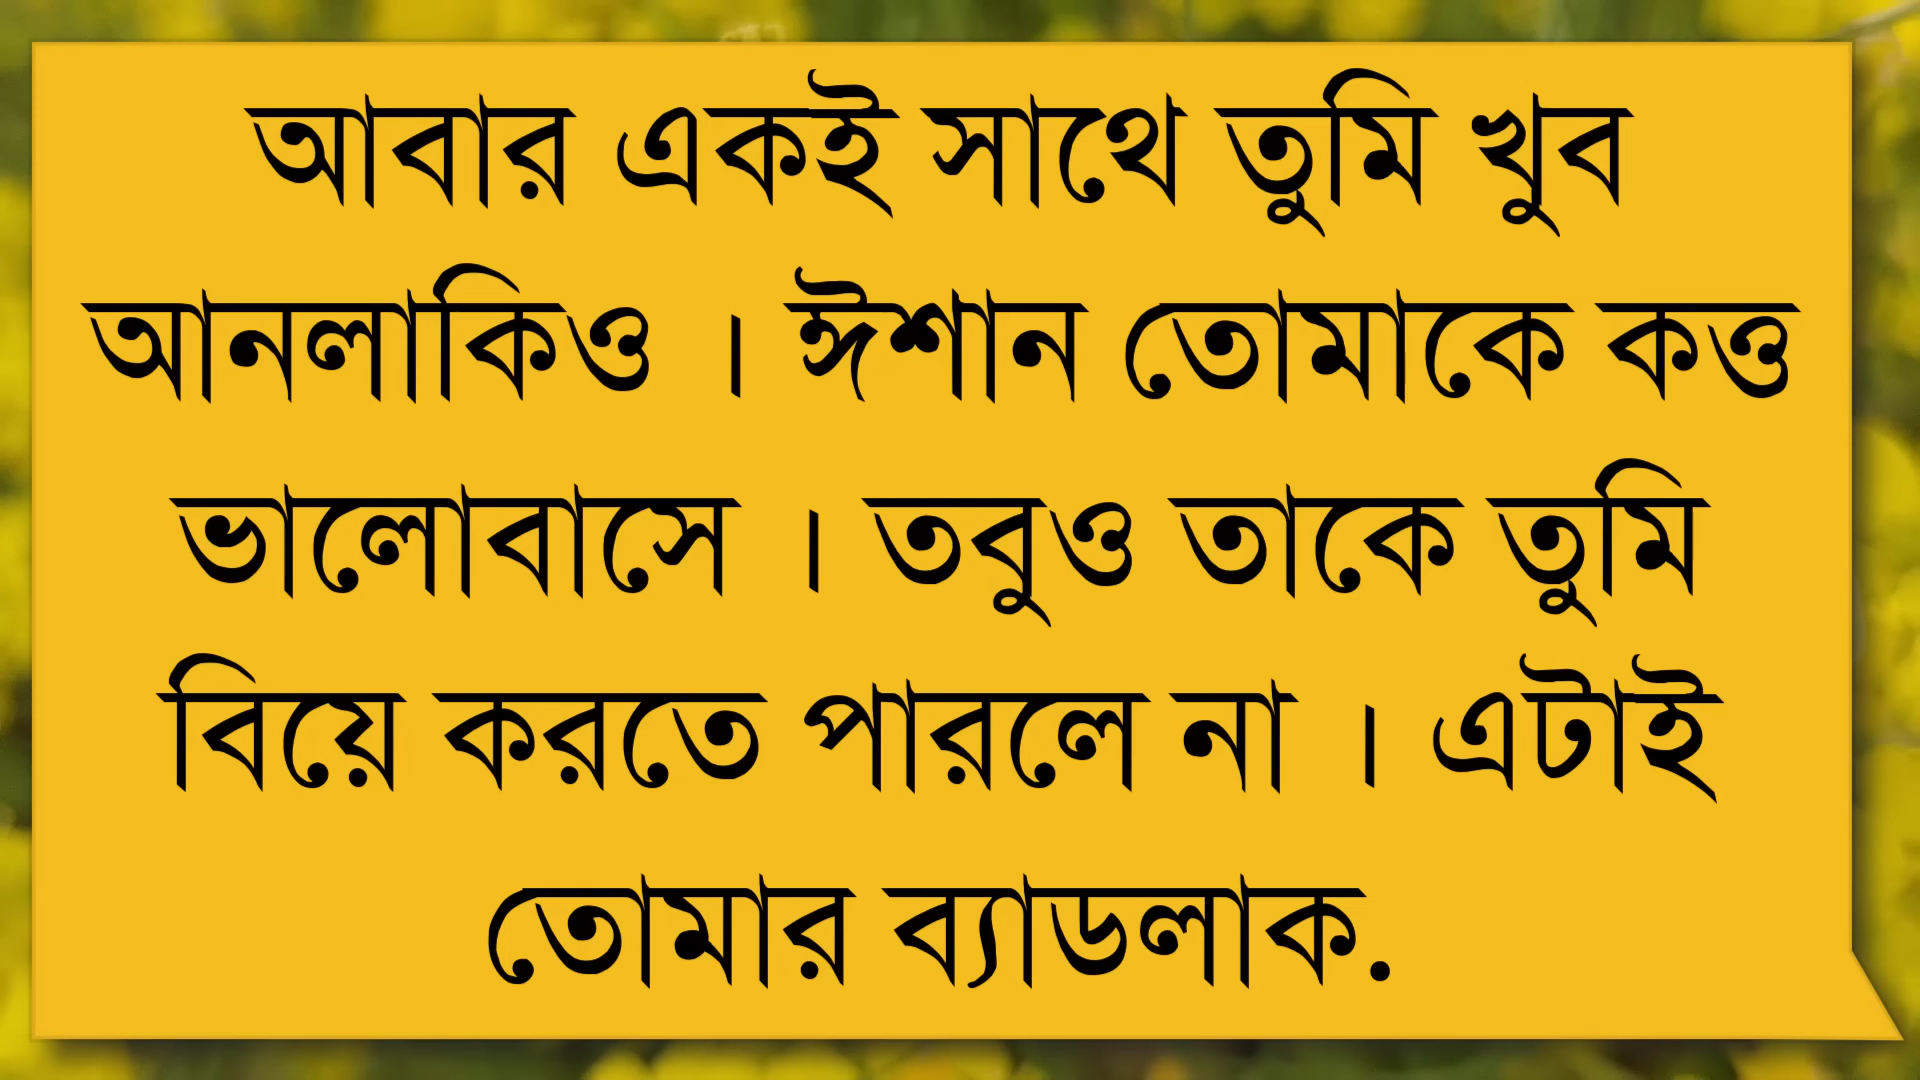 আবার একই সাথে তুমি খুব
আনলাকিও । ঈশান তোমাকে কত্ত
ভালোবাসে । তবুও তাকে তুমি
বিয়ে করতে পারলে না । এটাই
তোমার ব্যাডলাক.